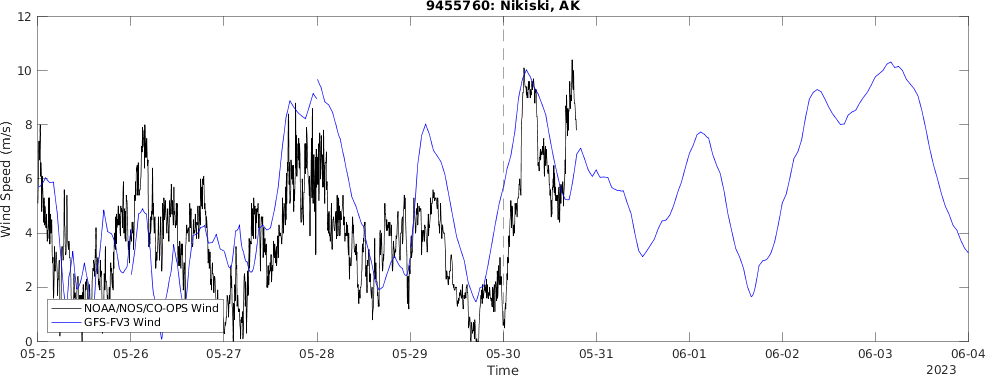 9455760: Nikiski, AK
12
10
8
6
4
2
0
Wind Speed (m/s)
NOAA/NOS/CO-OPS Wind
GFS-FV3 Wind
05-25 05-26 05-27 05-28 05-29 05-30 05-31 06-01 06-02 06-03 06-04
Time
2023